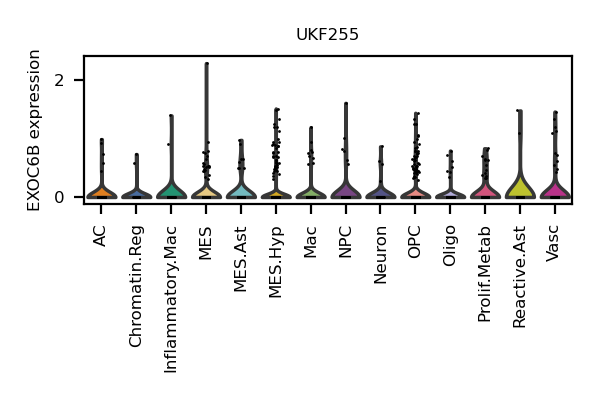 UKF255
EXOC6B expression
2
0
AC
Chromatin.Reg
Inflammatory.Mac
MES
MES.Ast
MES.Hyp
Mac
NPC
Neuron
OPC
Oligo
Prolif.Metab
Reactive.Ast
Vasc